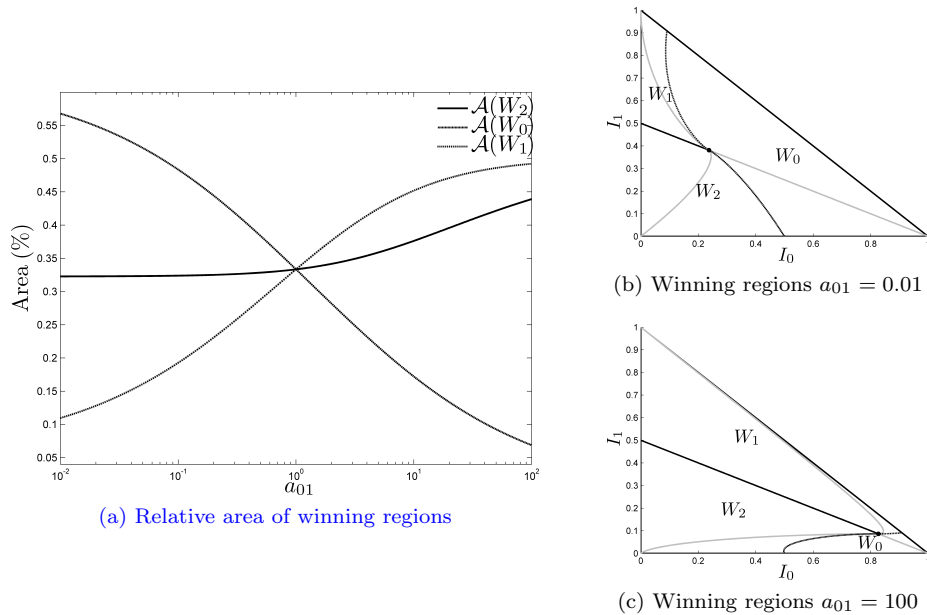 0.55
0.5
0.45
0.4
0.35
0.3
0.25
0.2
0.15
0.1
0.05
Area (%)
𝒜(W₂)
𝒜(W₀)
𝒜(W₁)
10⁻² 10⁻¹ 10⁰ 10¹ 10²
a₀₁
(a) Relative area of winning regions
1
0.9
0.8
0.7
0.6
0.5
0.4
0.3
0.2
0.1
0
I₁
W₁
W₀
W₂
0 0.2 0.4 0.6 0.8 1
I₀
(b) Winning regions a₀₁ = 0.01
1
0.9
0.8
0.7
0.6
0.5
0.4
0.3
0.2
0.1
0
I₁
W₁
W₂
W₀
0 0.2 0.4 0.6 0.8 1
I₀
(c) Winning regions a₀₁ = 100